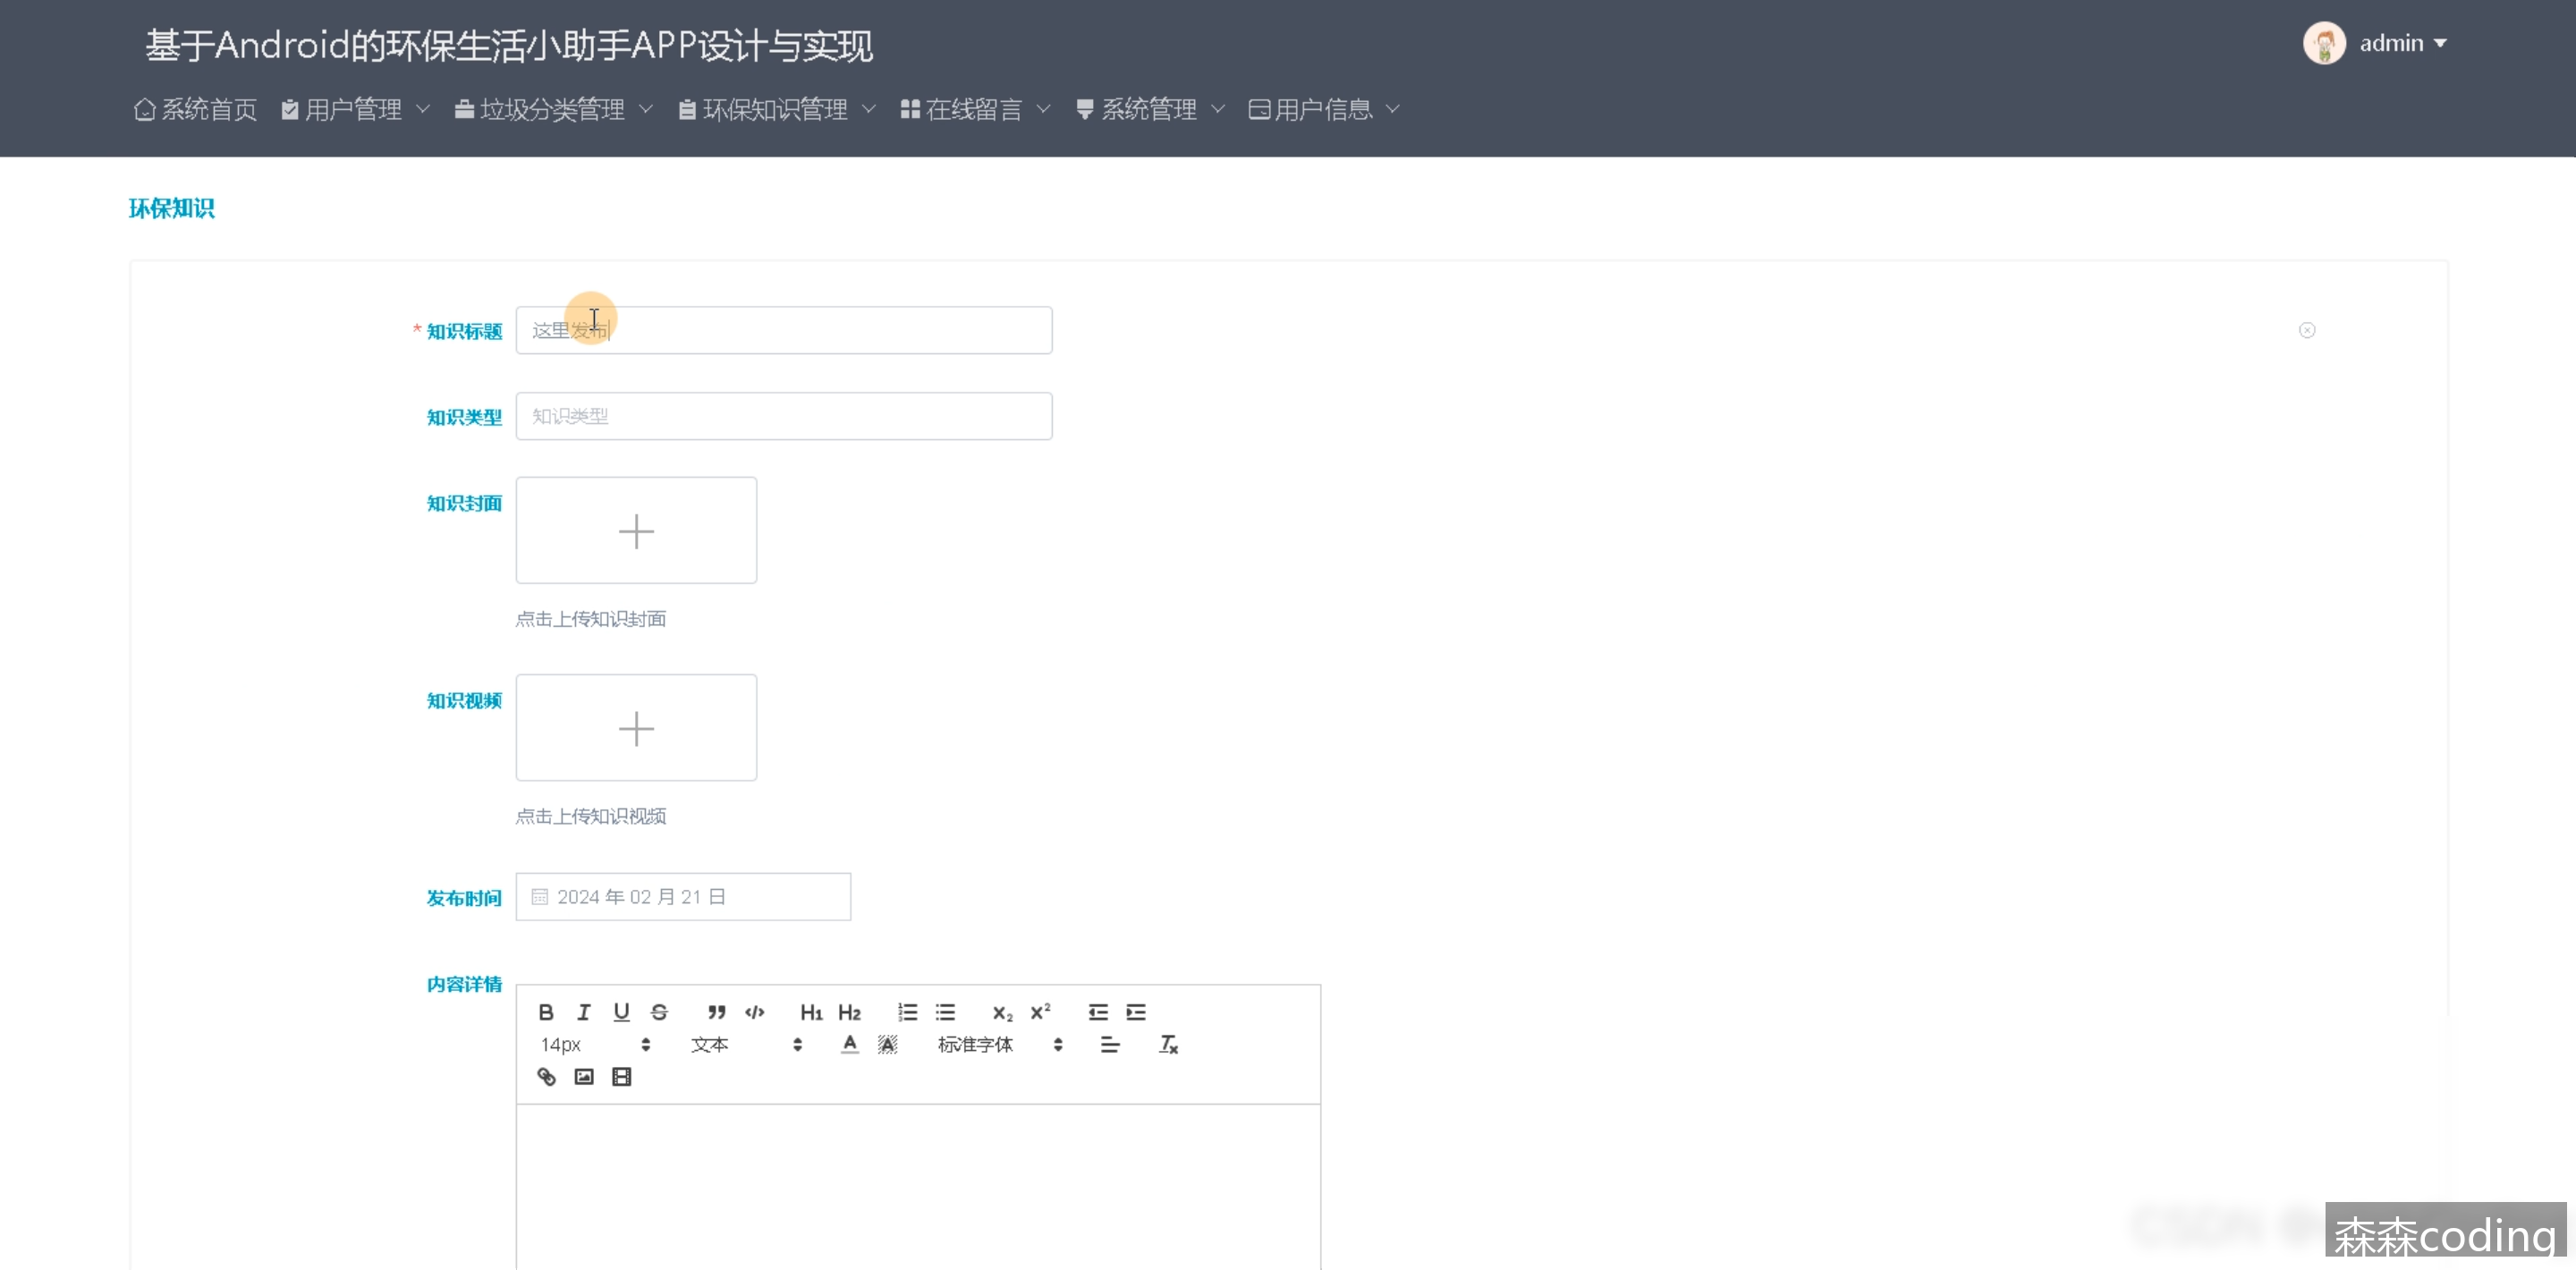 基于Android的环保生活小助手APP设计与实现
admin
系统首页 用户管理 垃圾分类管理 环保知识管理 在线留言 系统管理 用户信息
环保知识
* 知识标题 这里发布
知识类型 知识类型
知识封面
点击上传知识封面
知识视频
点击上传知识视频
发布时间 2024 年 02 月 21 日
内容详情
B I U S H1 H2 X2 X2
14px 文本 A A 标准字体 Tx
CSDN
森森coding